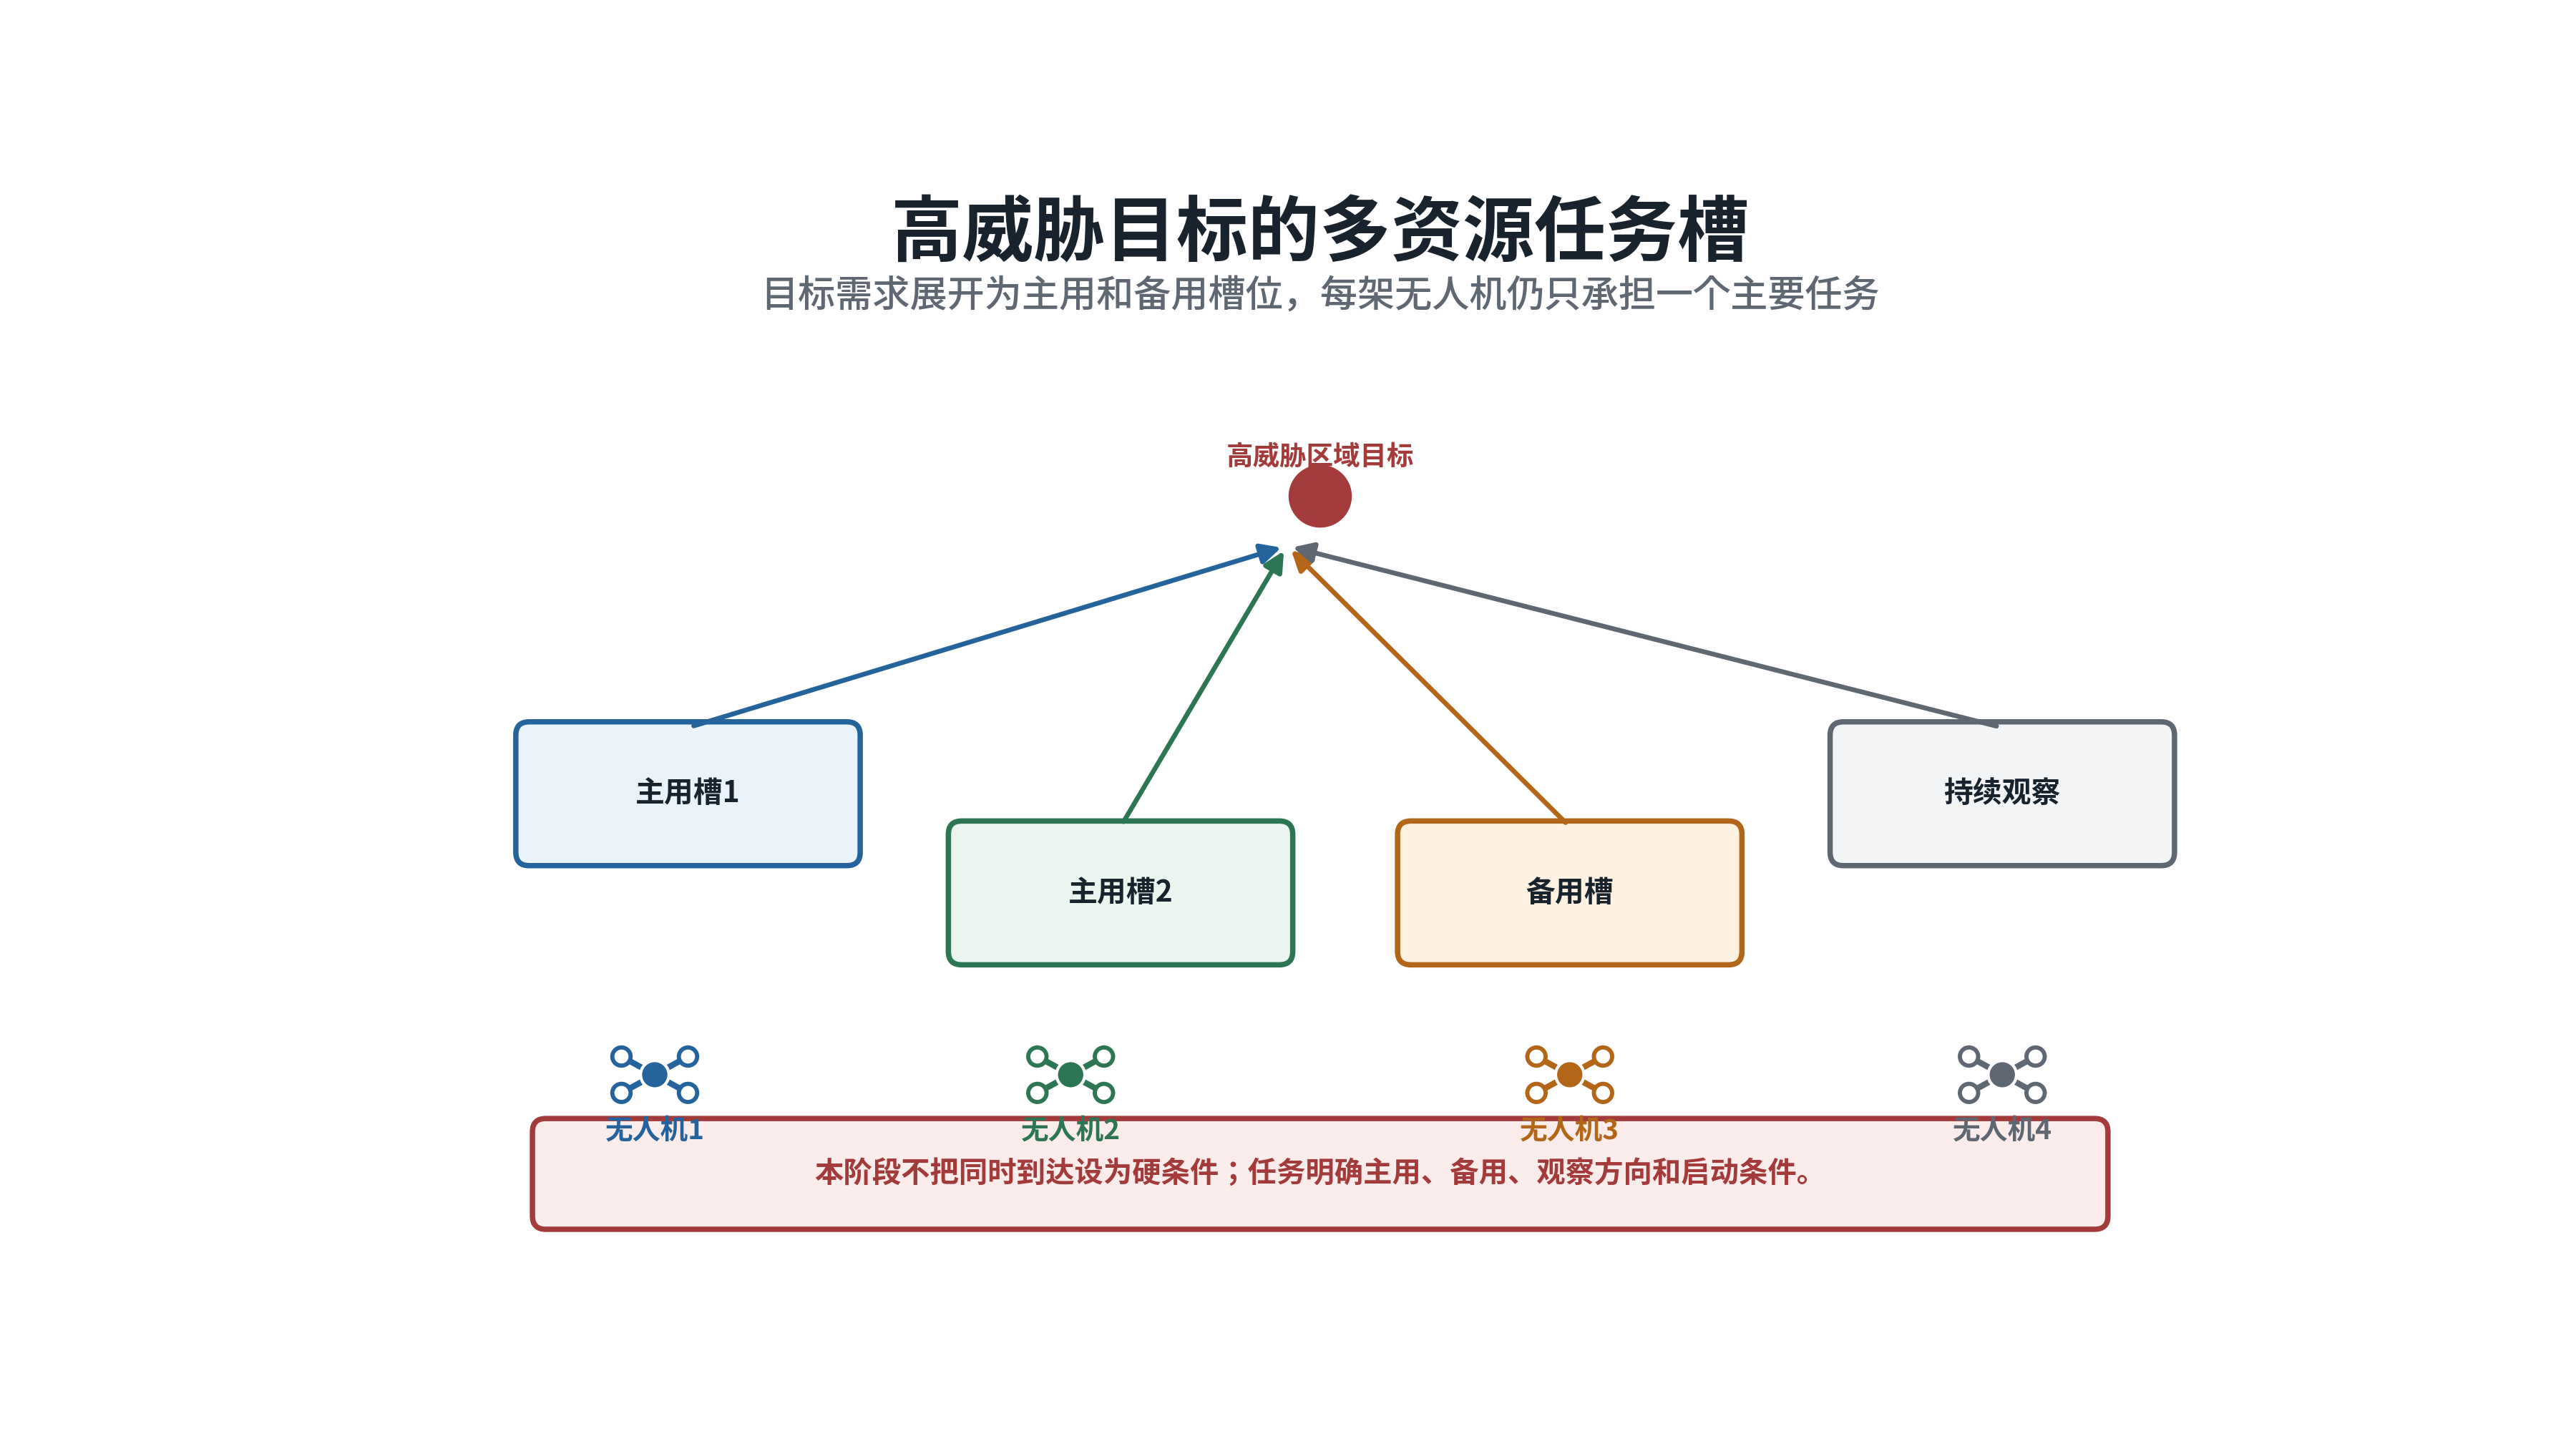 高威胁目标的多资源任务槽
目标需求展开为主用和备用槽位，每架无人机仍只承担一个主要任务
高威胁区域目标
主用槽1
持续观察
主用槽2
备用槽
无人机1
无人机2
无人机3
无人机4
本阶段不把同时到达设为硬条件；任务明确主用、备用、观察方向和启动条件。